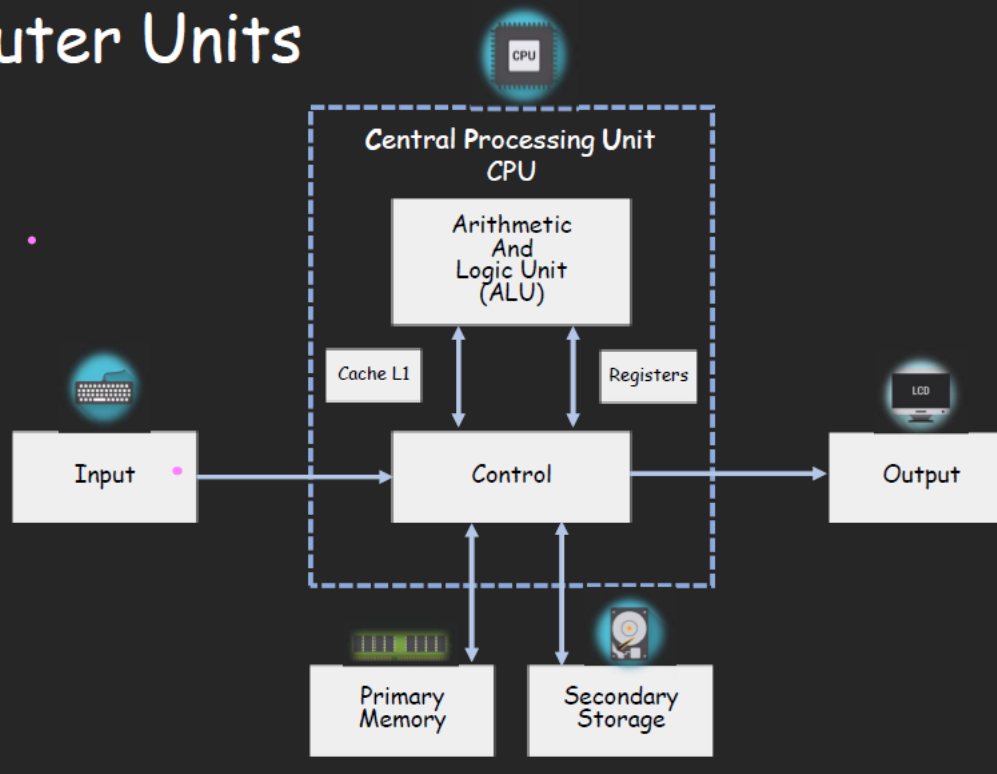 uter Units
CPU
Central Processing Unit
CPU
Arithmetic
And
Logic Unit
(ALU)
Cache L1
Registers
LCD
Input
Control
Output
Primary
Memory
Secondary
Storage